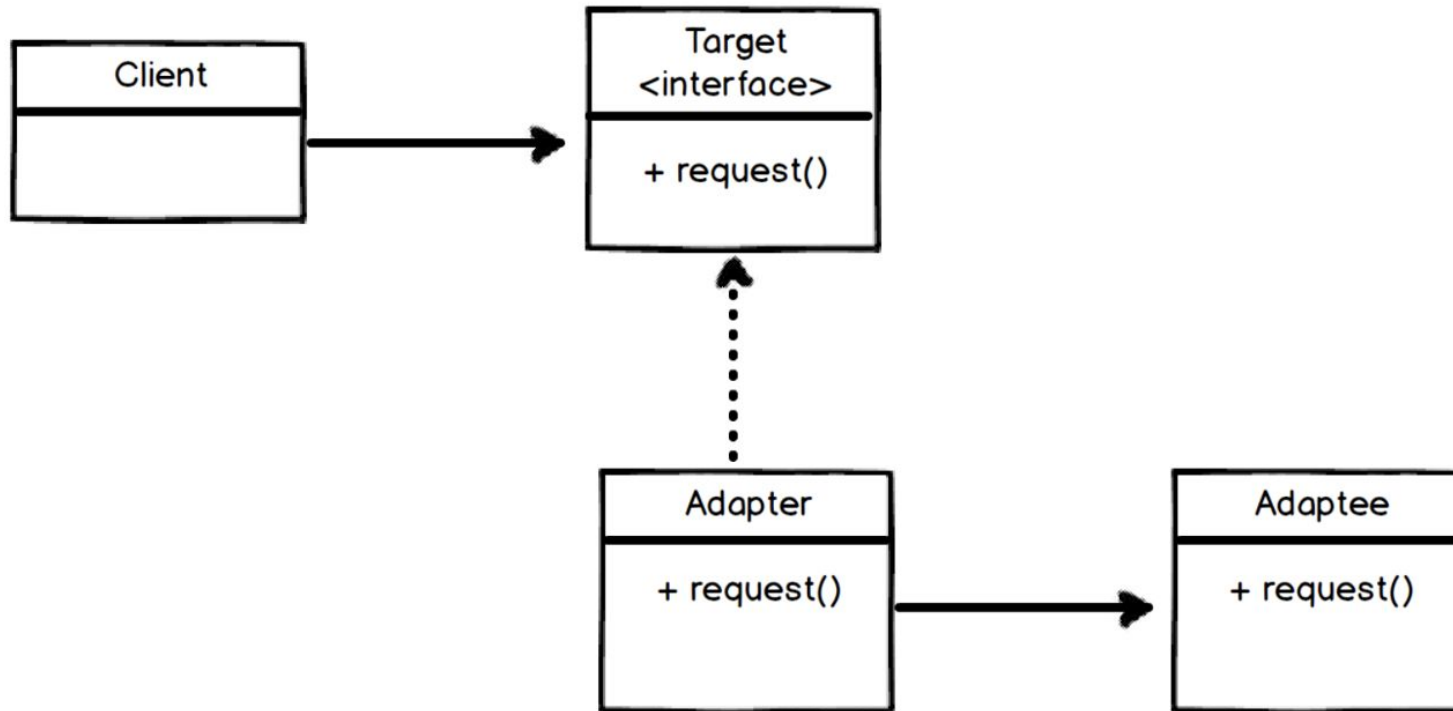 Client
Target
<interface>
+ request()
Adapter
+ request()
Adaptee
+ request()